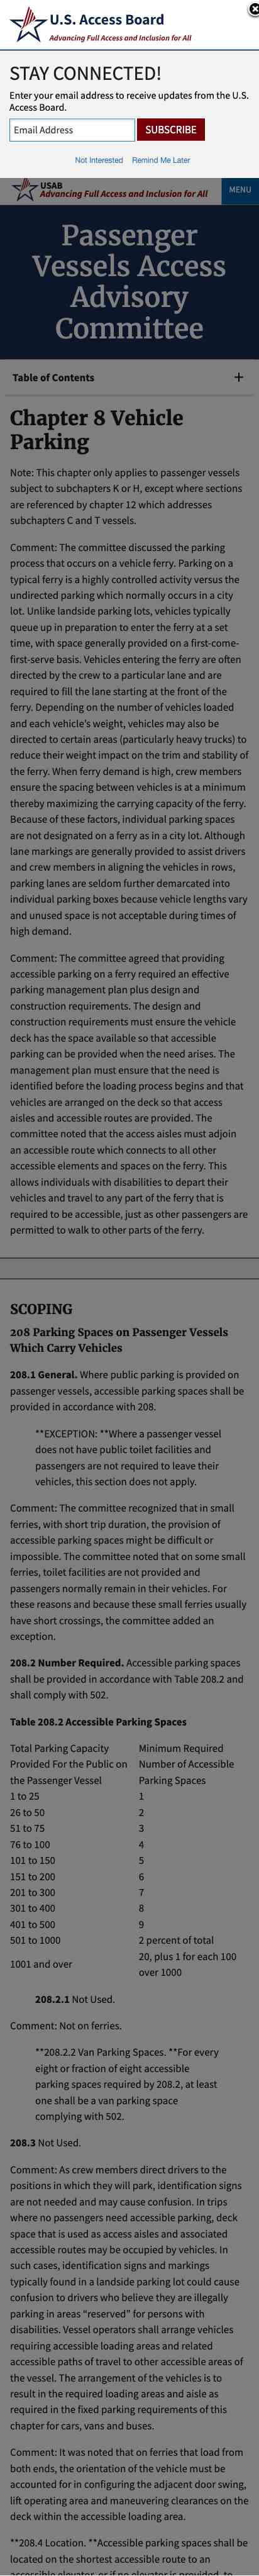 U.S. Access Board
Advancing Full Access and Inclusion for All
STAY CONNECTED!
Enter your email address to receive updates from the U.S.
Access Board.
Email Address
SUBSCRIBE
Not Interested Remind Me Later
USAB
Advancing Full Access and Inclusion for All
MENU
Passenger
Vessels Access
Advisory
Committee
Table of Contents +
Chapter 8 Vehicle
Parking
Note: This chapter only applies to passenger vessels
subject to subchapters K or H, except where sections
are referenced by chapter 12 which addresses
subchapters C and T vessels.
Comment: The committee discussed the parking
process that occurs on a vehicle ferry. Parking on a
typical ferry is a highly controlled activity versus the
undirected parking which normally occurs in a city
lot. Unlike landside parking lots, vehicles typically
queue up in preparation to enter the ferry at a set
time, with space generally provided on a first-come-
first-serve basis. Vehicles entering the ferry are often
directed by the crew to a particular lane and are
required to fill the lane starting at the front of the
ferry. Depending on the number of vehicles loaded
and each vehicle's weight, vehicles may also be
directed to certain areas (particularly heavy trucks) to
reduce their weight impact on the trim and stability of
the ferry. When ferry demand is high, crew members
ensure the spacing between vehicles is at a minimum
thereby maximizing the carrying capacity of the ferry.
Because of these factors, individual parking spaces
are not designated on a ferry as in a city lot. Although
lane markings are generally provided to assist drivers
and crew members in aligning the vehicles in rows,
parking lanes are seldom further demarcated into
individual parking boxes because vehicle lengths vary
and unused space is not acceptable during times of
high demand.
Comment: The committee agreed that providing
accessible parking on a ferry required an effective
parking management plan plus design and
construction requirements. The design and
construction requirements must ensure the vehicle
deck has the space available so that accessible
parking can be provided when the need arises. The
management plan must ensure that the need is
identified before the loading process begins and that
vehicles are arranged on the deck so that access
aisles and accessible routes are provided. The
committee noted that the access aisles must adjoin
an accessible route which connects to all other
accessible elements and spaces on the ferry. This
allows individuals with disabilities to depart their
vehicles and travel to any part of the ferry that is
required to be accessible, just as other passengers are
permitted to walk to other parts of the ferry.
SCOPING
208 Parking Spaces on Passenger Vessels
Which Carry Vehicles
208.1 General. Where public parking is provided on
passenger vessels, accessible parking spaces shall be
provided in accordance with 208.
**EXCEPTION: **Where a passenger vessel
does not have public toilet facilities and
passengers are not required to leave their
vehicles, this section does not apply.
Comment: The committee recognized that in small
ferries, with short trip duration, the provision of
accessible parking spaces might be difficult or
impossible. The committee noted that on some small
ferries, toilet facilities are not provided and
passengers normally remain in their vehicles. For
these reasons and because these small ferries usually
have short crossings, the committee added an
exception.
208.2 Number Required. Accessible parking spaces
shall be provided in accordance with Table 208.2 and
shall comply with 502.
Table 208.2 Accessible Parking Spaces
Total Parking Capacity Minimum Required
Provided For the Public on Number of Accessible
the Passenger Vessel Parking Spaces
1 to 25 1
26 to 50 2
51 to 75 3
76 to 100 4
101 to 150 5
151 to 200 6
201 to 300 7
301 to 400 8
401 to 500 9
501 to 1000 2 percent of total
1001 and over 20, plus 1 for each 100
over 1000
208.2.1 Not Used.
Comment: Not on ferries.
**208.2.2 Van Parking Spaces. **For every
eight or fraction of eight accessible
parking spaces required by 208.2, at least
one shall be a van parking space
complying with 502.
208.3 Not Used.
Comment: As crew members direct drivers to the
positions in which they will park, identification signs
are not needed and may cause confusion. In trips
where no passengers need accessible parking, deck
space that is used as access aisles and associated
accessible routes may be occupied by vehicles. In
such cases, identification signs and markings
typically found in a landside parking lot could cause
confusion to drivers who believe they are illegally
parking in areas "reserved" for persons with
disabilities. Vessel operators shall arrange vehicles
requiring accessible loading areas and related
accessible paths of travel to other accessible areas of
the vessel. The arrangement of the vehicles is to
result in the required loading areas and aisle as
required in the fixed parking requirements of this
chapter for cars, vans and buses.
Comment: It was noted that on ferries that load from
both ends, the orientation of the vehicle must be
accounted for in configuring the adjacent door swing,
lift operating area and maneuvering clearances on the
deck within the accessible loading area.
**208.4 Location. **Accessible parking spaces shall be
located on the shortest accessible route to an
accessible elevator, or if no elevator is provided, to